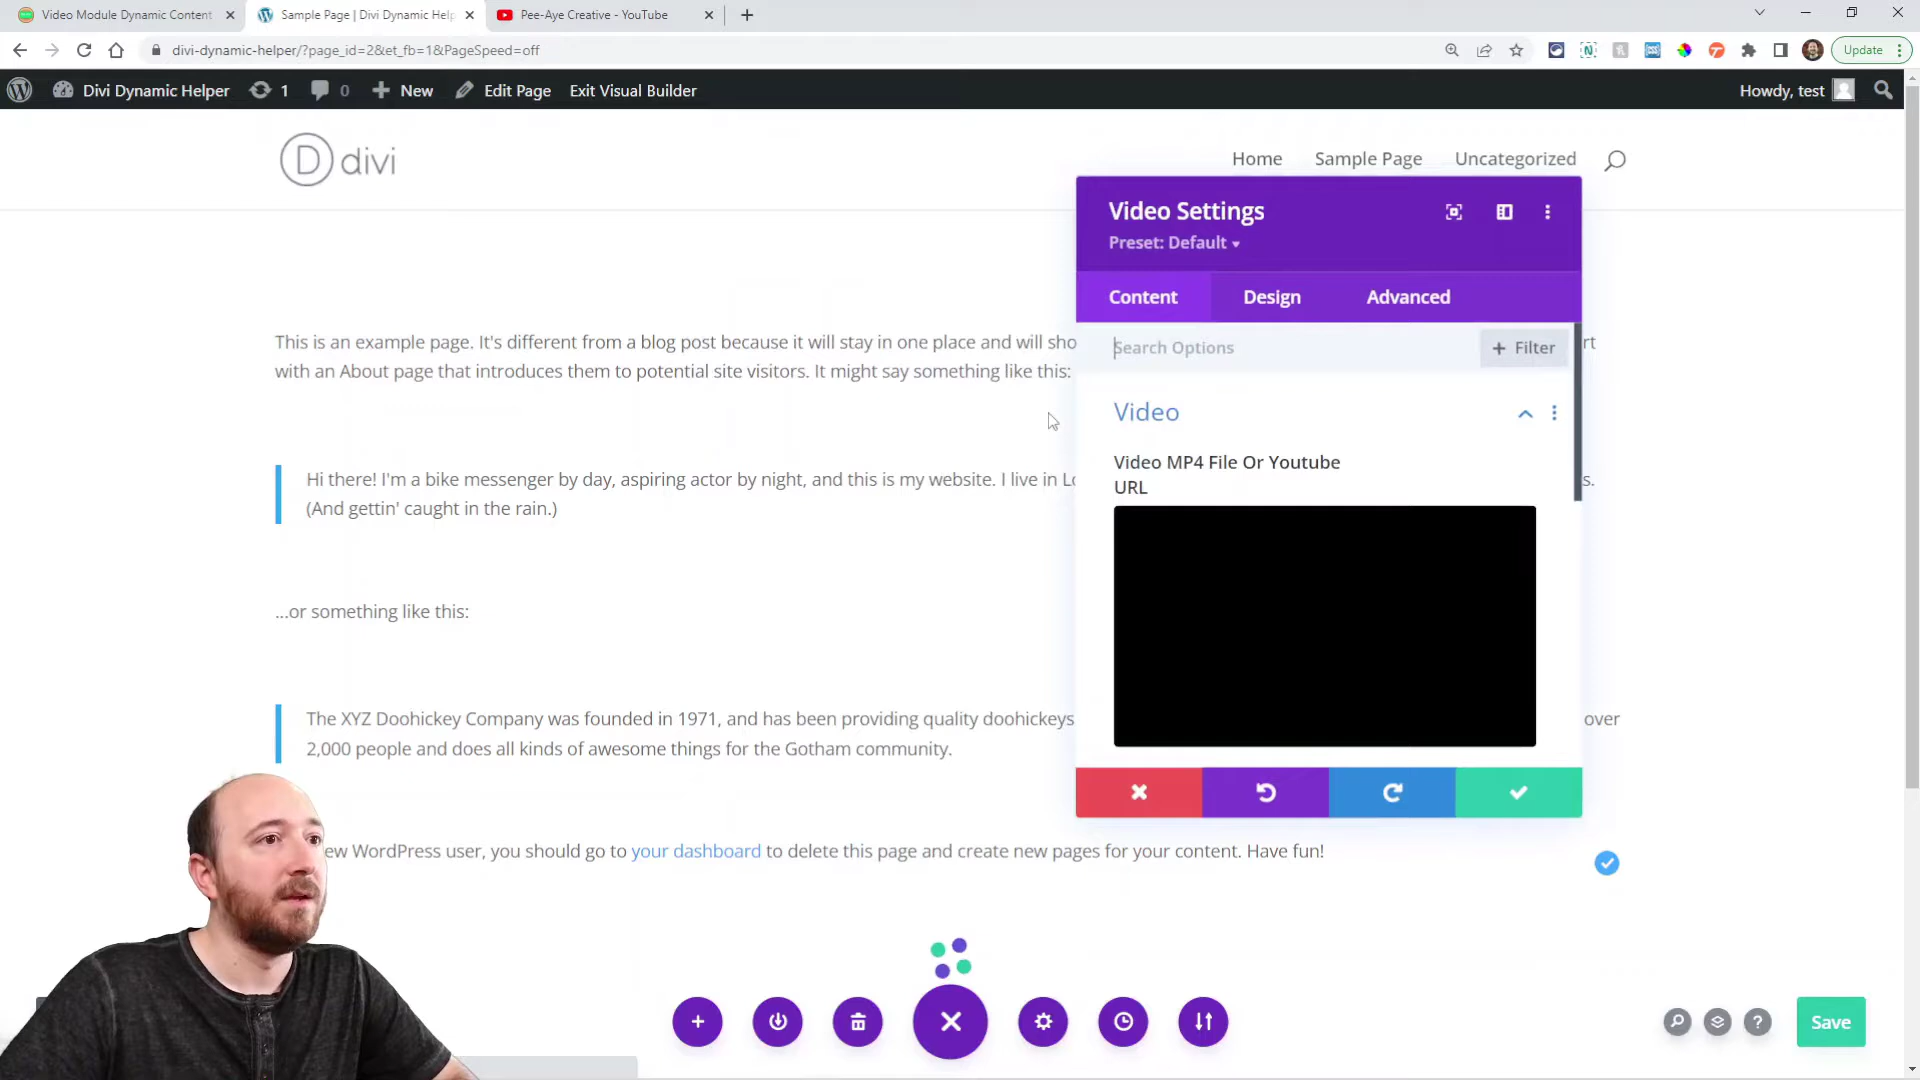 Video Module Dynamic Content
Sample Page | Divi Dynamic Help
Pee-Aye Creative - YouTube
divi-dynamic-helper/?page_id=2&et_fb=1&PageSpeed=off
Update
Divi Dynamic Helper
1
0
New
Edit Page
Exit Visual Builder
Howdy, test
D divi
Home
Sample Page
Uncategorized
Video Settings
Preset: Default
Content
Design
Advanced
Search Options
+ Filter
Video
Video MP4 File Or Youtube
URL
This is an example page. It's different from a blog post because it will stay in one place and will sho
rt
with an About page that introduces them to potential site visitors. It might say something like this:
Hi there! I'm a bike messenger by day, aspiring actor by night, and this is my website. I live in Lo
s.
(And gettin' caught in the rain.)
...or something like this:
The XYZ Doohickey Company was founded in 1971, and has been providing quality doohickeys
over
2,000 people and does all kinds of awesome things for the Gotham community.
ew WordPress user, you should go to your dashboard to delete this page and create new pages for your content. Have fun!
Save